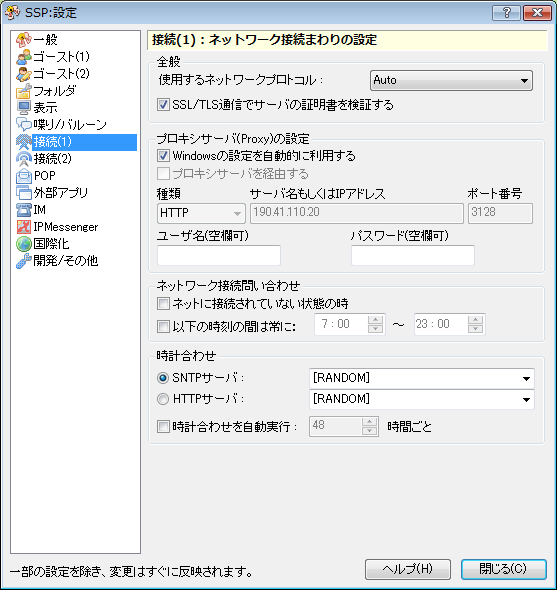 SSP:設定
一般
ゴースト(1)
ゴースト(2)
フォルダ
表示
喋り/バルーン
接続(1)
接続(2)
POP
外部アプリ
IM
IPMessenger
国際化
開発/その他
接続(1) : ネットワーク接続まわりの設定
全般
使用するネットワークプロトコル : Auto
SSL/TLS通信でサーバの証明書を検証する
プロキシサーバ(Proxy)の設定
Windowsの設定を自動的に利用する
プロキシサーバを経由する
種類 サーバ名もしくはIPアドレス ポート番号
HTTP 190.41.110.20 3128
ユーザ名(空欄可) パスワード(空欄可)
ネットワーク接続問い合わせ
ネットに接続されていない状態の時
以下の時刻の間は常に: 7:00 ～ 23:00
時計合わせ
SNTPサーバ : [RANDOM]
HTTPサーバ : [RANDOM]
時計合わせを自動実行 : 48 時間ごと
一部の設定を除き、変更はすぐに反映されます。 ヘルプ(H) 閉じる(C)